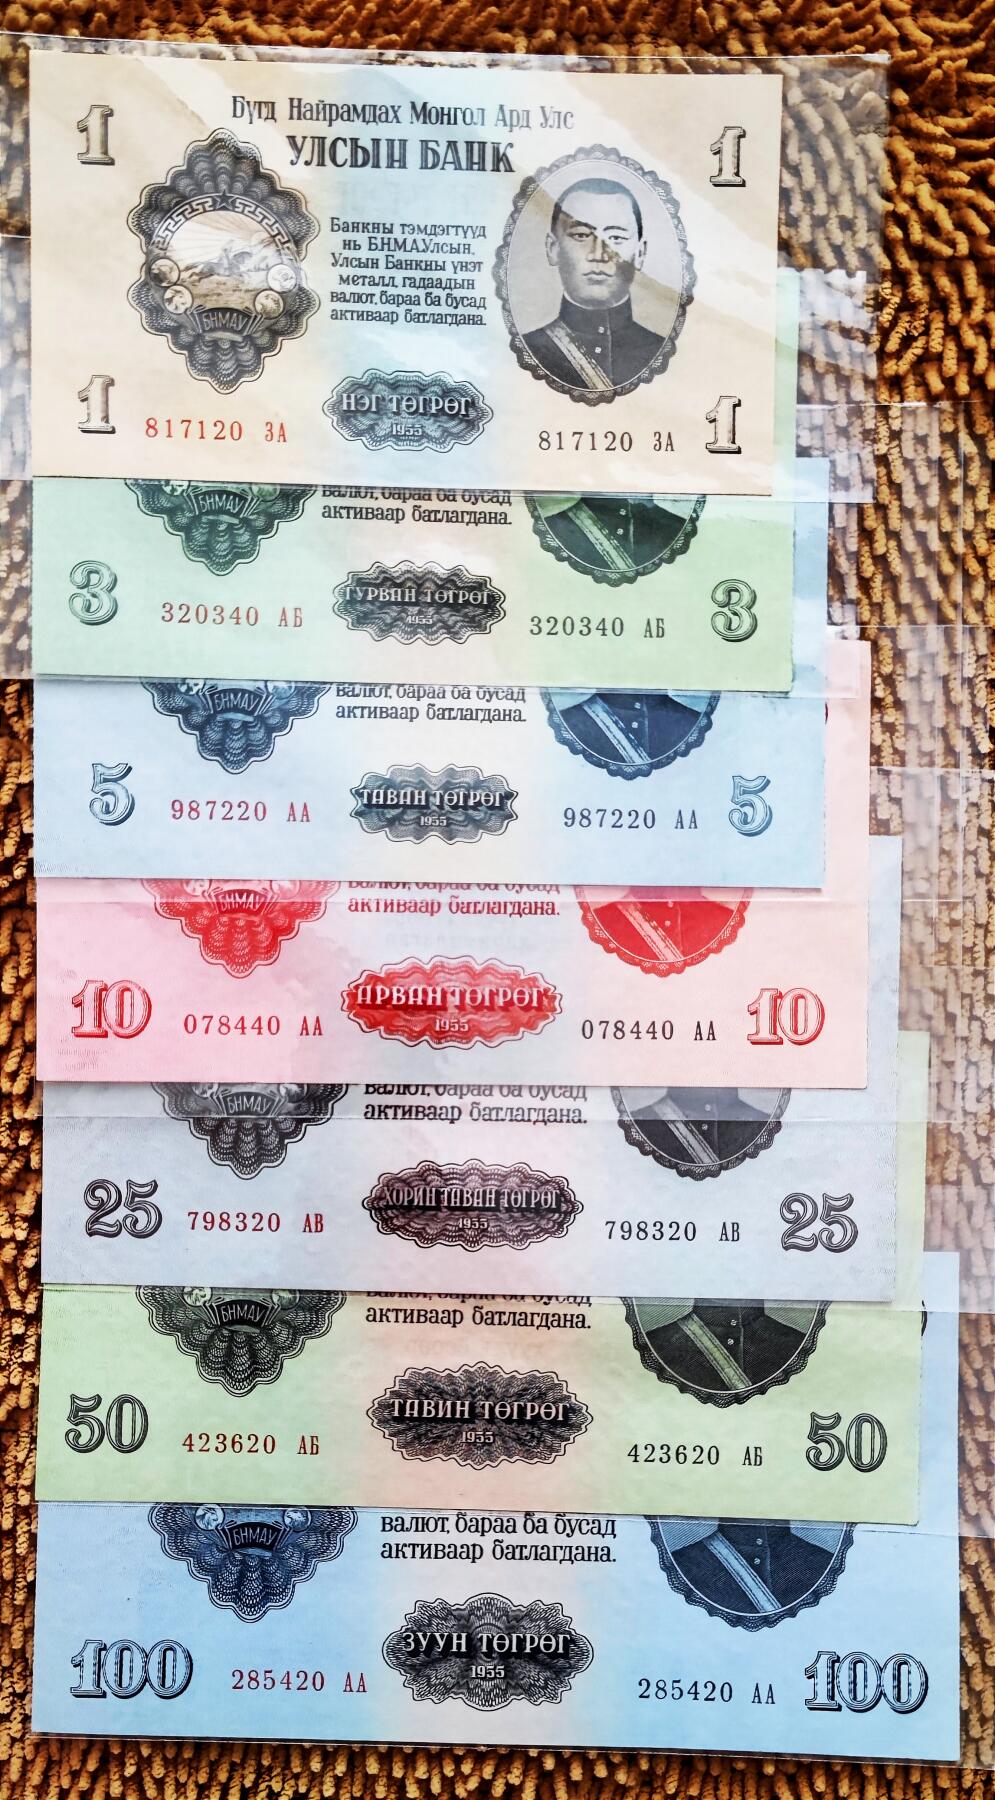 1 Бүгд Найрамдах Монгол Ард Улс 1
УЛСЫН БАНК
Банкны тэмдэгтүүд
нь Б.Н.М.А.Улсын,
Улсын Банкны үнэт
металл, гадаадын
валют, бараа ба бусад
активаар батлагдана.
БНМАУ
1 НЭГ ТӨГРӨГ 1
1955
817120 ЗА 817120 ЗА
БНМАУ
валют, бараа ба бусад
активаар батлагдана.
3 ГУРВАН ТӨГРӨГ 3
1955
320340 АБ 320340 АБ
БНМАУ
валют, бараа ба бусад
активаар батлагдана.
5 ТАВАН ТӨГРӨГ 5
1955
987220 АА 987220 АА
БНМАУ
валют, бараа ба бусад
активаар батлагдана.
10 АРВАН ТӨГРӨГ 10
1955
078440 АА 078440 АА
БНМАУ
валют, бараа ба бусад
активаар батлагдана.
25 ХОРИН ТАВАН ТӨГРӨГ 25
1955
798320 АВ 798320 АВ
БНМАУ
валют, бараа ба бусад
активаар батлагдана.
50 ТАВИН ТӨГРӨГ 50
1955
423620 АБ 423620 АБ
БНМАУ
валют, бараа ба бусад
активаар батлагдана.
100 ЗУУН ТӨГРӨГ 100
1955
285420 АА 285420 АА